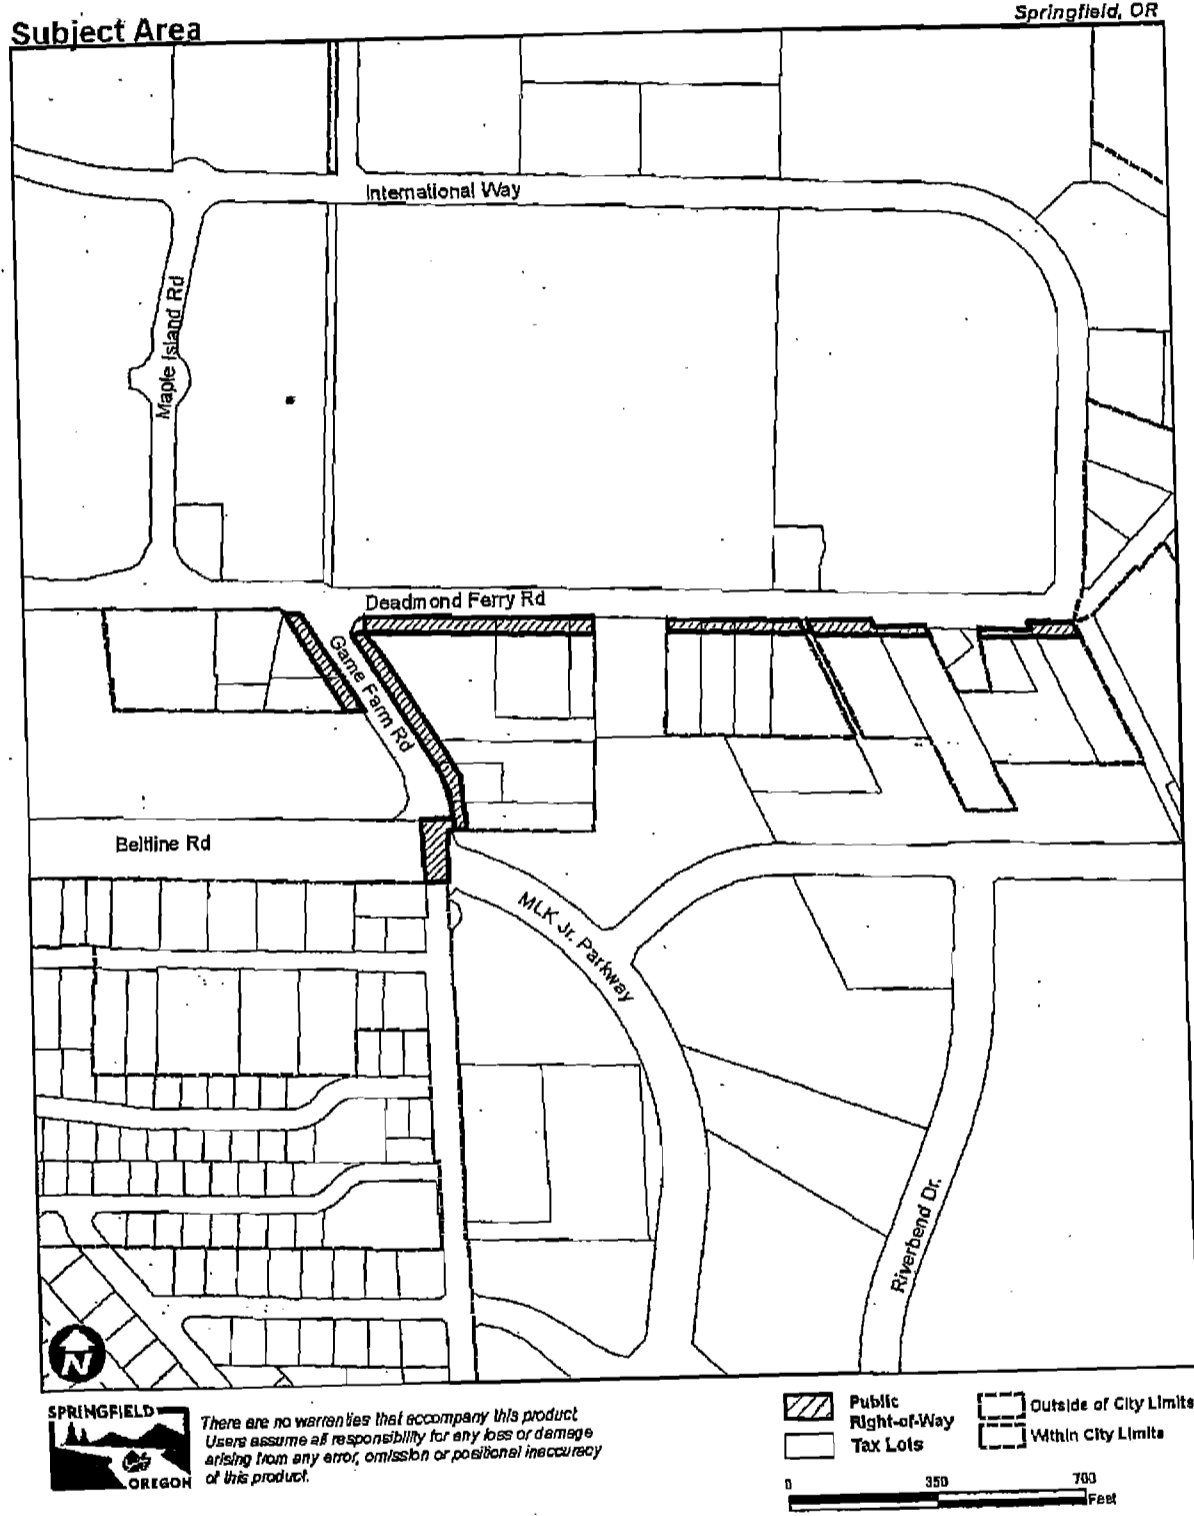 Springfield, OR
Subject Area
International Way
Maple Island Rd
Deadmond Ferry Rd
Game Farm Rd
Beltline Rd
MLK Jr. Parkway
Riverbend Dr.
N
SPRINGFIELD
OREGON
There are no warranties that accompany this product.
Users assume all responsibility for any loss or damage
arising from any error, omission or positional inaccuracy
of this product.
Public
Right-of-Way
Tax Lots
Outside of City Limits
Within City Limits
0 350 700
Feet